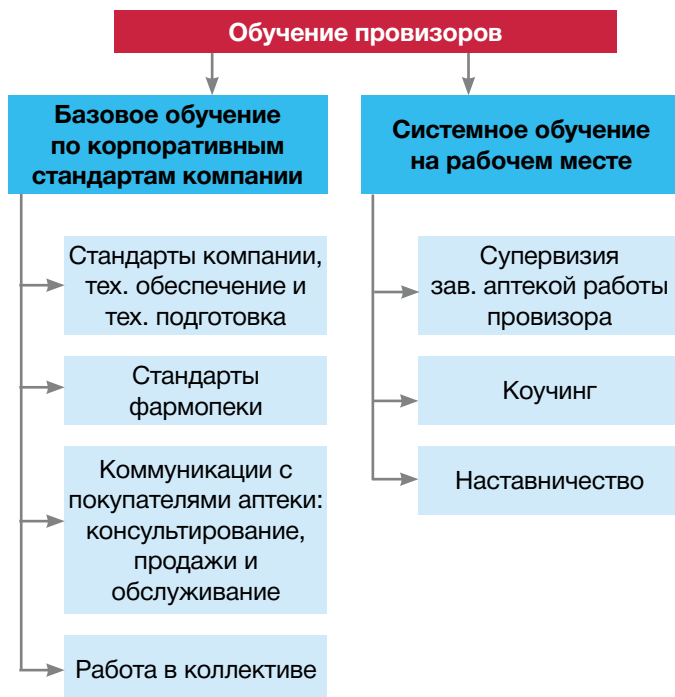 Обучение провизоров
Базовое обучение
по корпоративным
стандартам компании
Стандарты компании,
тех. обеспечение и
тех. подготовка
Стандарты
фармопеки
Коммуникации с
покупателями аптеки:
консультирование,
продажи и
обслуживание
Работа в коллективе
Системное обучение
на рабочем месте
Супервизия
зав. аптекой работы
провизора
Коучинг
Наставничество